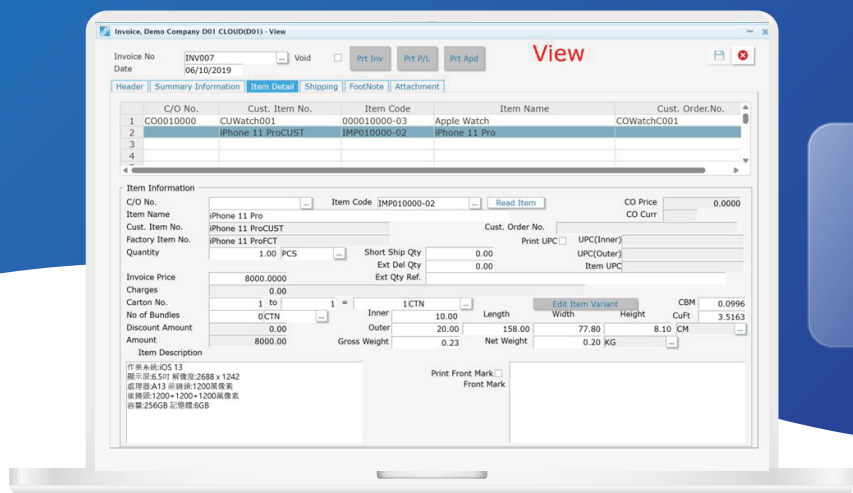 Invoice, Demo Company D01 CLOUD(D01) - View
Invoice No INV007 ... Void Prt Inv Prt P/L Prt Apd View
Date 06/10/2019
Header Summary Information Item Detail Shipping FootNote Attachment
C/O No. Cust. Item No. Item Code Item Name Cust. Order.No.
1 CO0010000 CUWatch001 000010000-03 Apple Watch COWatchC001
2 iPhone 11 ProCUST IMP010000-02 iPhone 11 Pro
3
4
Item Information
C/O No. ... Item Code IMP010000-02 ... Read Item CO Price 0.0000
Item Name iPhone 11 Pro CO Curr
Cust. Item No. iPhone 11 ProCUST Cust. Order No.
Factory Item No. iPhone 11 ProFCT Print UPC UPC(Inner)
Quantity 1.00 PCS ... Short Ship Qty 0.00 UPC(Outer)
Ext Del Qty 0.00 Item UPC
Invoice Price 8000.0000 Ext Qty Ref.
Charges 0.00
Carton No. 1 to 1 = 1 CTN ... Edit Item Variant CBM 0.0996
No of Bundles 0 CTN ... Inner 10.00 Length Width Height CuFt 3.5163
Discount Amount 0.00 Outer 20.00 158.00 77.80 8.10 CM ...
Amount 8000.00 Gross Weight 0.23 Net Weight 0.20 KG ...
Item Description
作業系統:iOS 13
顯示屏:6.5吋 解像度:2688 x 1242
處理器:A13 前鏡頭:1200萬像素
後鏡頭:1200+1200+1200萬像素
容量:256GB 記憶體:6GB
Print Front Mark
Front Mark